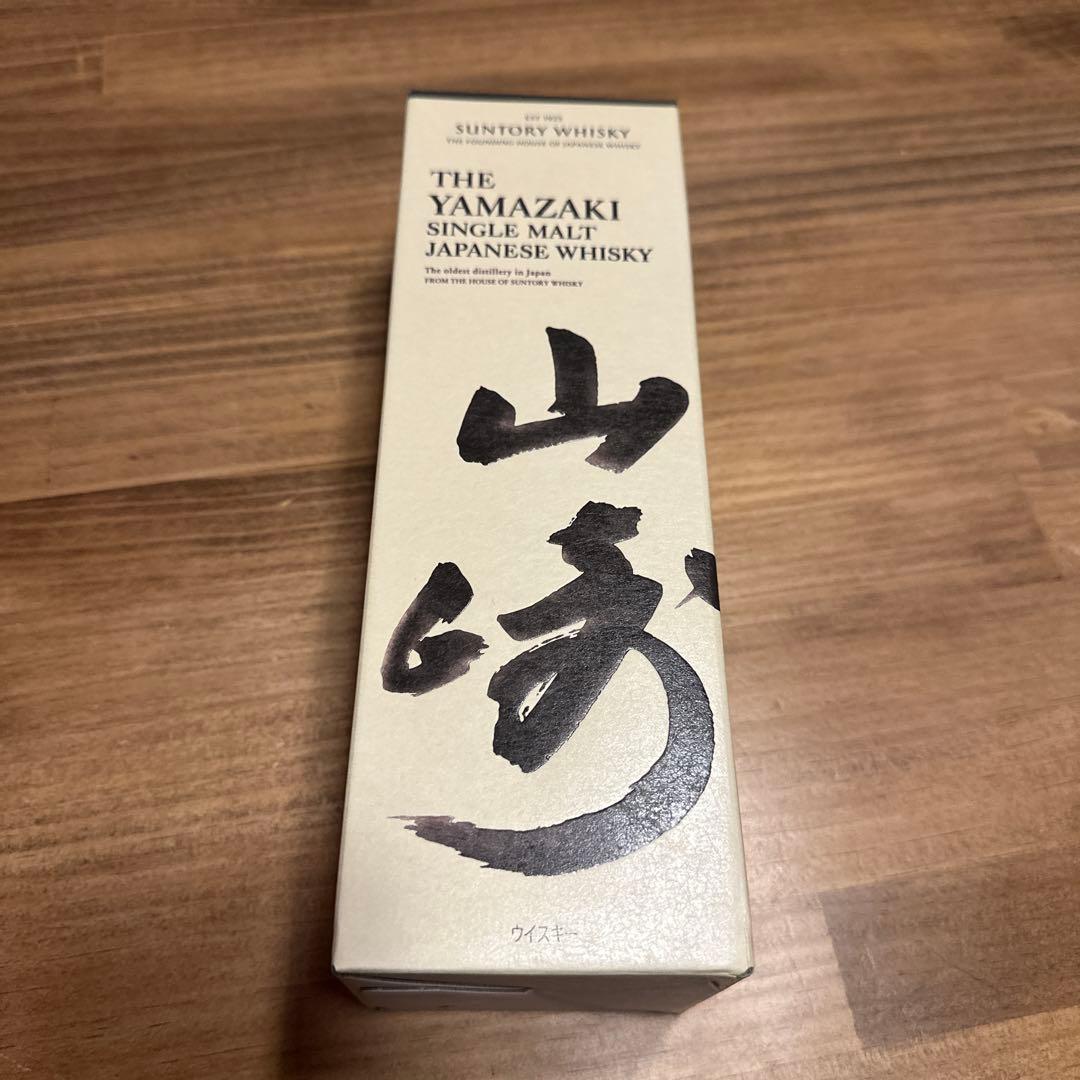 EST 1923
SUNTORY WHISKY
THE FOUNDING HOUSE OF JAPANESE WHISKY
THE
YAMAZAKI
SINGLE MALT
JAPANESE WHISKY
The oldest distillery in Japan
FROM THE HOUSE OF SUNTORY WHISKY
山
崎
ウイスキー